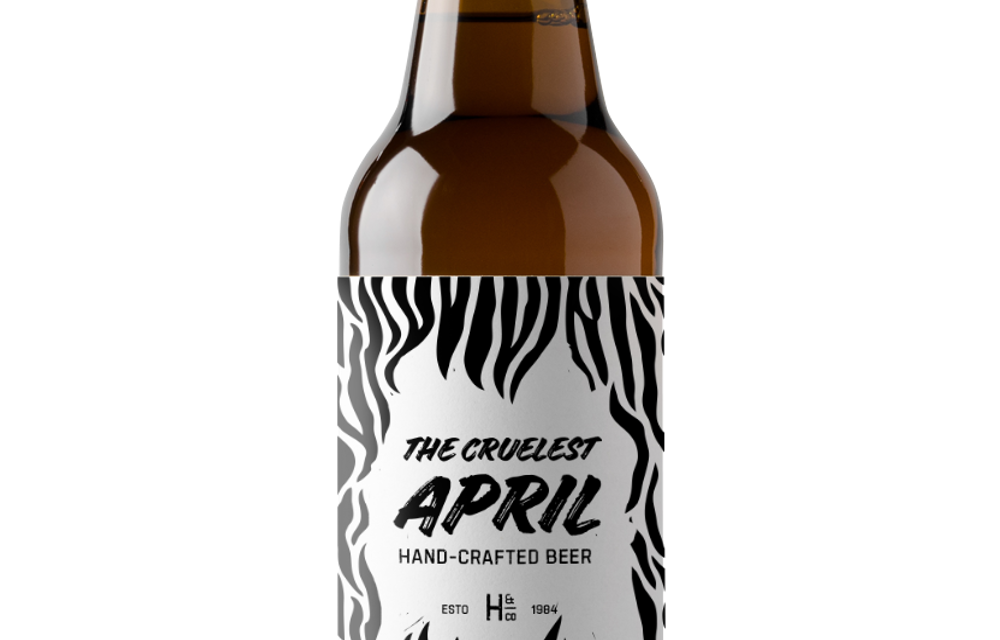 THE CRUELEST
APRIL
HAND-CRAFTED BEER
ESTO H & CO 1984